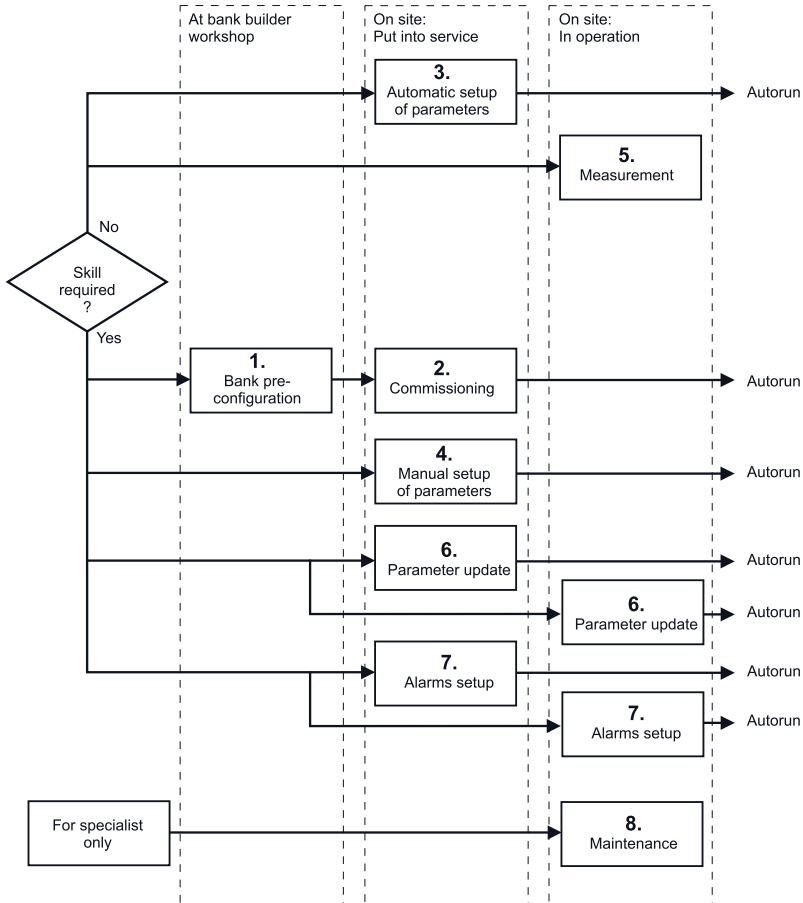 At bank builder
workshop
On site:
Put into service
On site:
In operation
3.
Automatic setup
of parameters
Autorun
5.
Measurement
No
Skill
required
?
Yes
1.
Bank pre-
configuration
2.
Commissioning
Autorun
4.
Manual setup
of parameters
Autorun
6.
Parameter update
Autorun
6.
Parameter update
Autorun
7.
Alarms setup
Autorun
7.
Alarms setup
Autorun
For specialist
only
8.
Maintenance